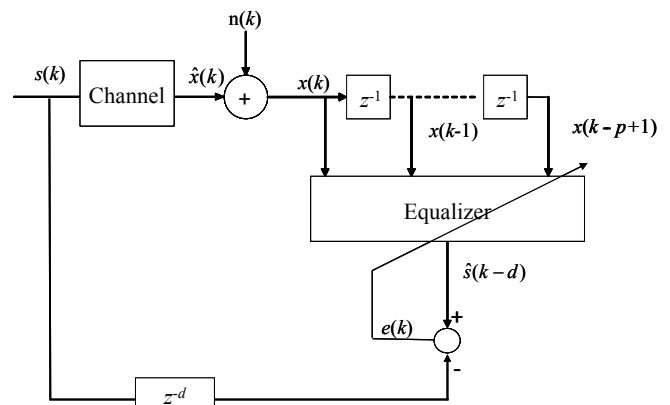 n(k)
s(k)
Channel
x̂(k)
+
x(k)
z⁻¹
z⁻¹
x(k-1)
x(k - p+1)
Equalizer
ŝ(k – d)
+
e(k)
-
z⁻ᵈ